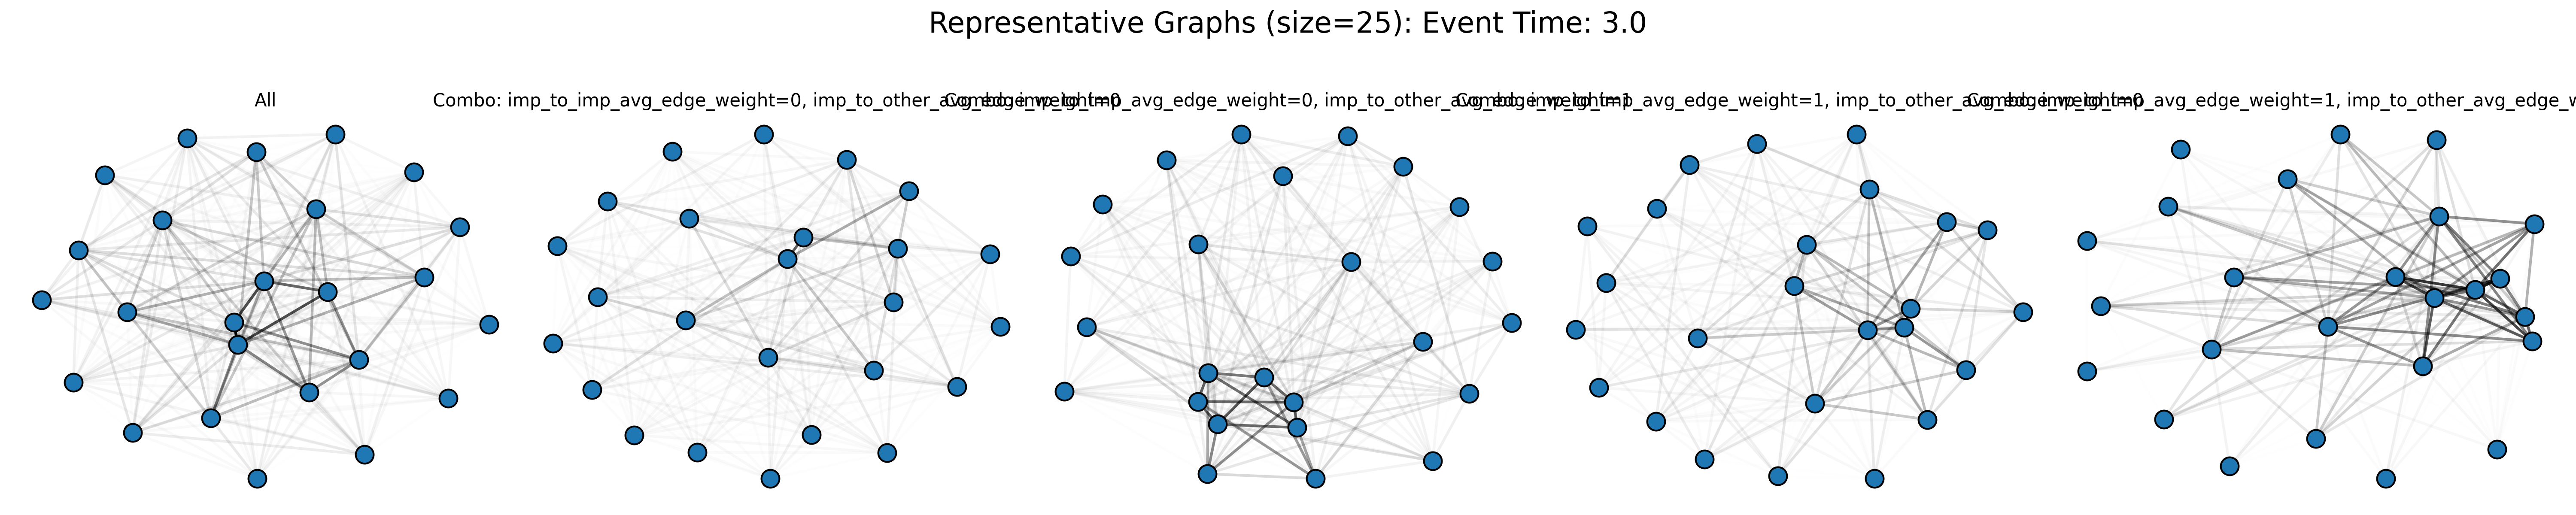 Representative Graphs (size=25): Event Time: 3.0
All
Combo: imp_to_imp_avg_edge_weight=0, imp_to_other_avg_edge_weight=0
Combo: imp_to_imp_avg_edge_weight=0, imp_to_other_avg_edge_weight=1
Combo: imp_to_imp_avg_edge_weight=1, imp_to_other_avg_edge_weight=0
Combo: imp_to_imp_avg_edge_weight=1, imp_to_other_avg_edge_w